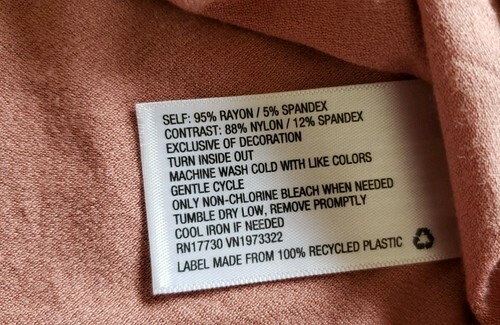 SELF: 95% RAYON / 5% SPANDEX
CONTRAST: 88% NYLON / 12% SPANDEX
EXCLUSIVE OF DECORATION
TURN INSIDE OUT
MACHINE WASH COLD WITH LIKE COLORS
GENTLE CYCLE
ONLY NON-CHLORINE BLEACH WHEN NEEDED
TUMBLE DRY LOW, REMOVE PROMPTLY
COOL IRON IF NEEDED
RN17730 VN1973322
LABEL MADE FROM 100% RECYCLED PLASTIC